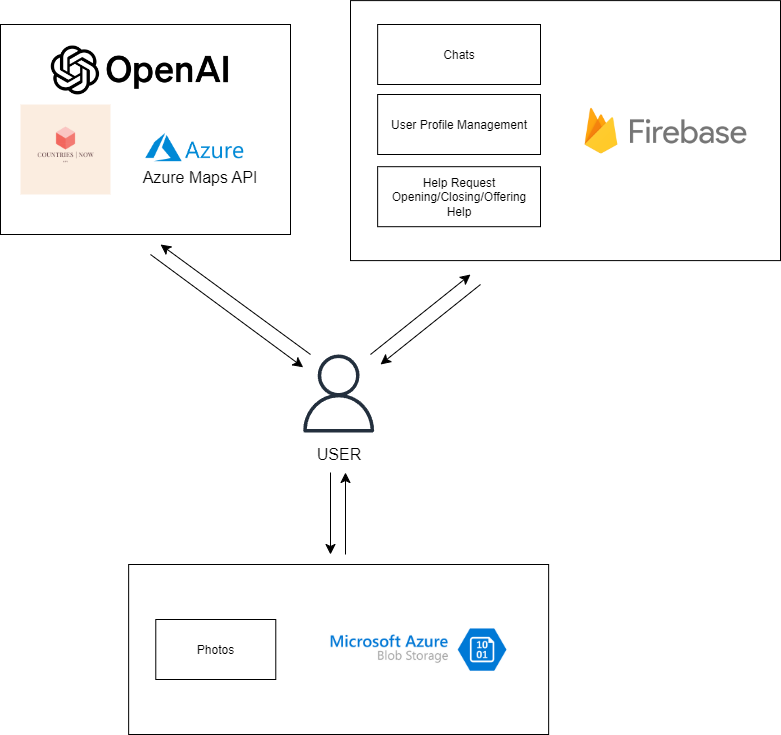 OpenAI
COUNTRIES | NOW
Azure
Azure Maps API
Chats
User Profile Management
Help Request
Opening/Closing/Offering
Help
Firebase
USER
Photos
Microsoft Azure
Blob Storage
10
01